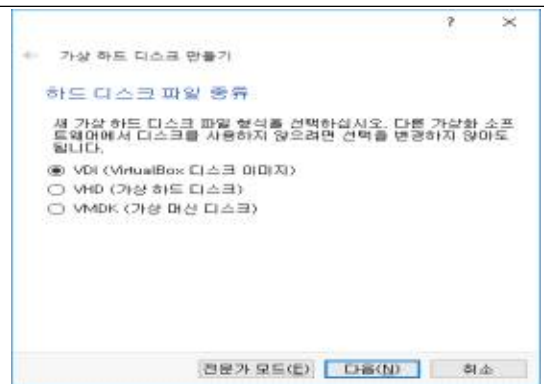 ? ×
← 가상 하드 디스크 만들기
하드 디스크 파일 종류
새 가상 하드 디스크 파일 형식를 선택하십시오. 다른 가상화 소프
트웨어에서 디스크를 사용하지 않으려면 선택을 변경하지 않아도
됩니다.
VDI (VirtualBox 디스크 이미지)
VHD (가상 하드 디스크)
VMDK (가상 머신 디스크)
전문가 모드(E) 다음(N) 취소